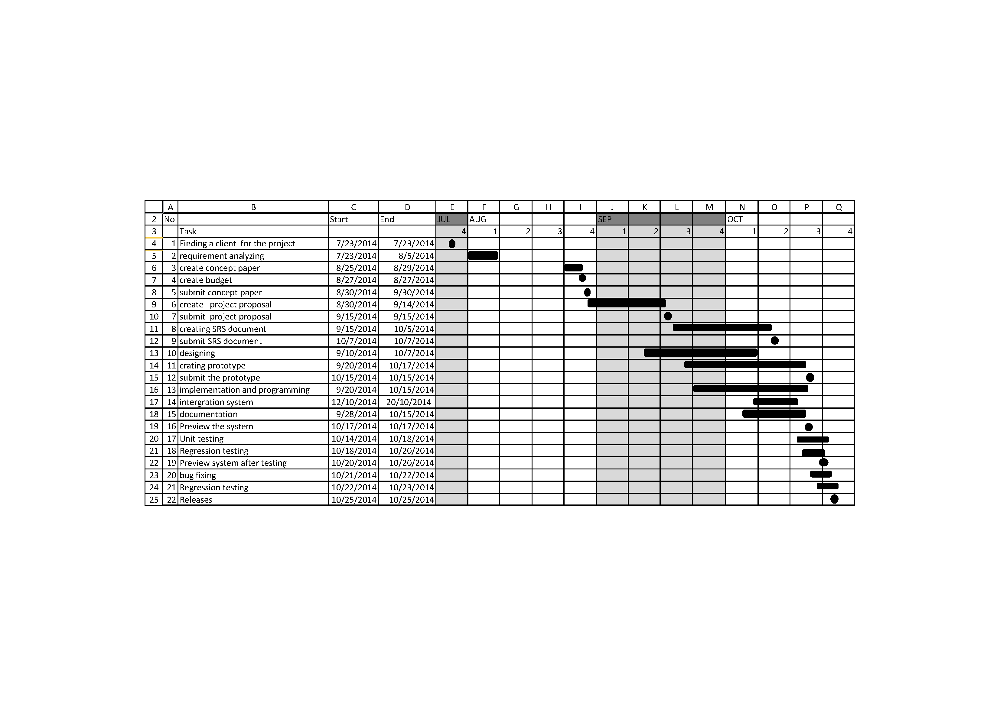 A B C D E F G H I J K L M N O P Q
2 No Start End JUL AUG SEP OCT
3 Task 4 1 2 3 4 1 2 3 4 1 2 3 4
4 1 Finding a client for the project 7/23/2014 7/23/2014
5 2 requirement analyzing 7/23/2014 8/5/2014
6 3 create concept paper 8/25/2014 8/29/2014
7 4 create budget 8/27/2014 8/27/2014
8 5 submit concept paper 8/30/2014 9/30/2014
9 6 create project proposal 8/30/2014 9/14/2014
10 7 submit project proposal 9/15/2014 9/15/2014
11 8 creating SRS document 9/15/2014 10/5/2014
12 9 submit SRS document 10/7/2014 10/7/2014
13 10 designing 9/10/2014 10/7/2014
14 11 crating prototype 9/20/2014 10/17/2014
15 12 submit the prototype 10/15/2014 10/15/2014
16 13 implementation and programming 9/20/2014 10/15/2014
17 14 intergration system 12/10/2014 20/10/2014
18 15 documentation 9/28/2014 10/15/2014
19 16 Preview the system 10/17/2014 10/17/2014
20 17 Unit testing 10/14/2014 10/18/2014
21 18 Regression testing 10/18/2014 10/20/2014
22 19 Preview system after testing 10/20/2014 10/20/2014
23 20 bug fixing 10/21/2014 10/22/2014
24 21 Regression testing 10/22/2014 10/23/2014
25 22 Releases 10/25/2014 10/25/2014